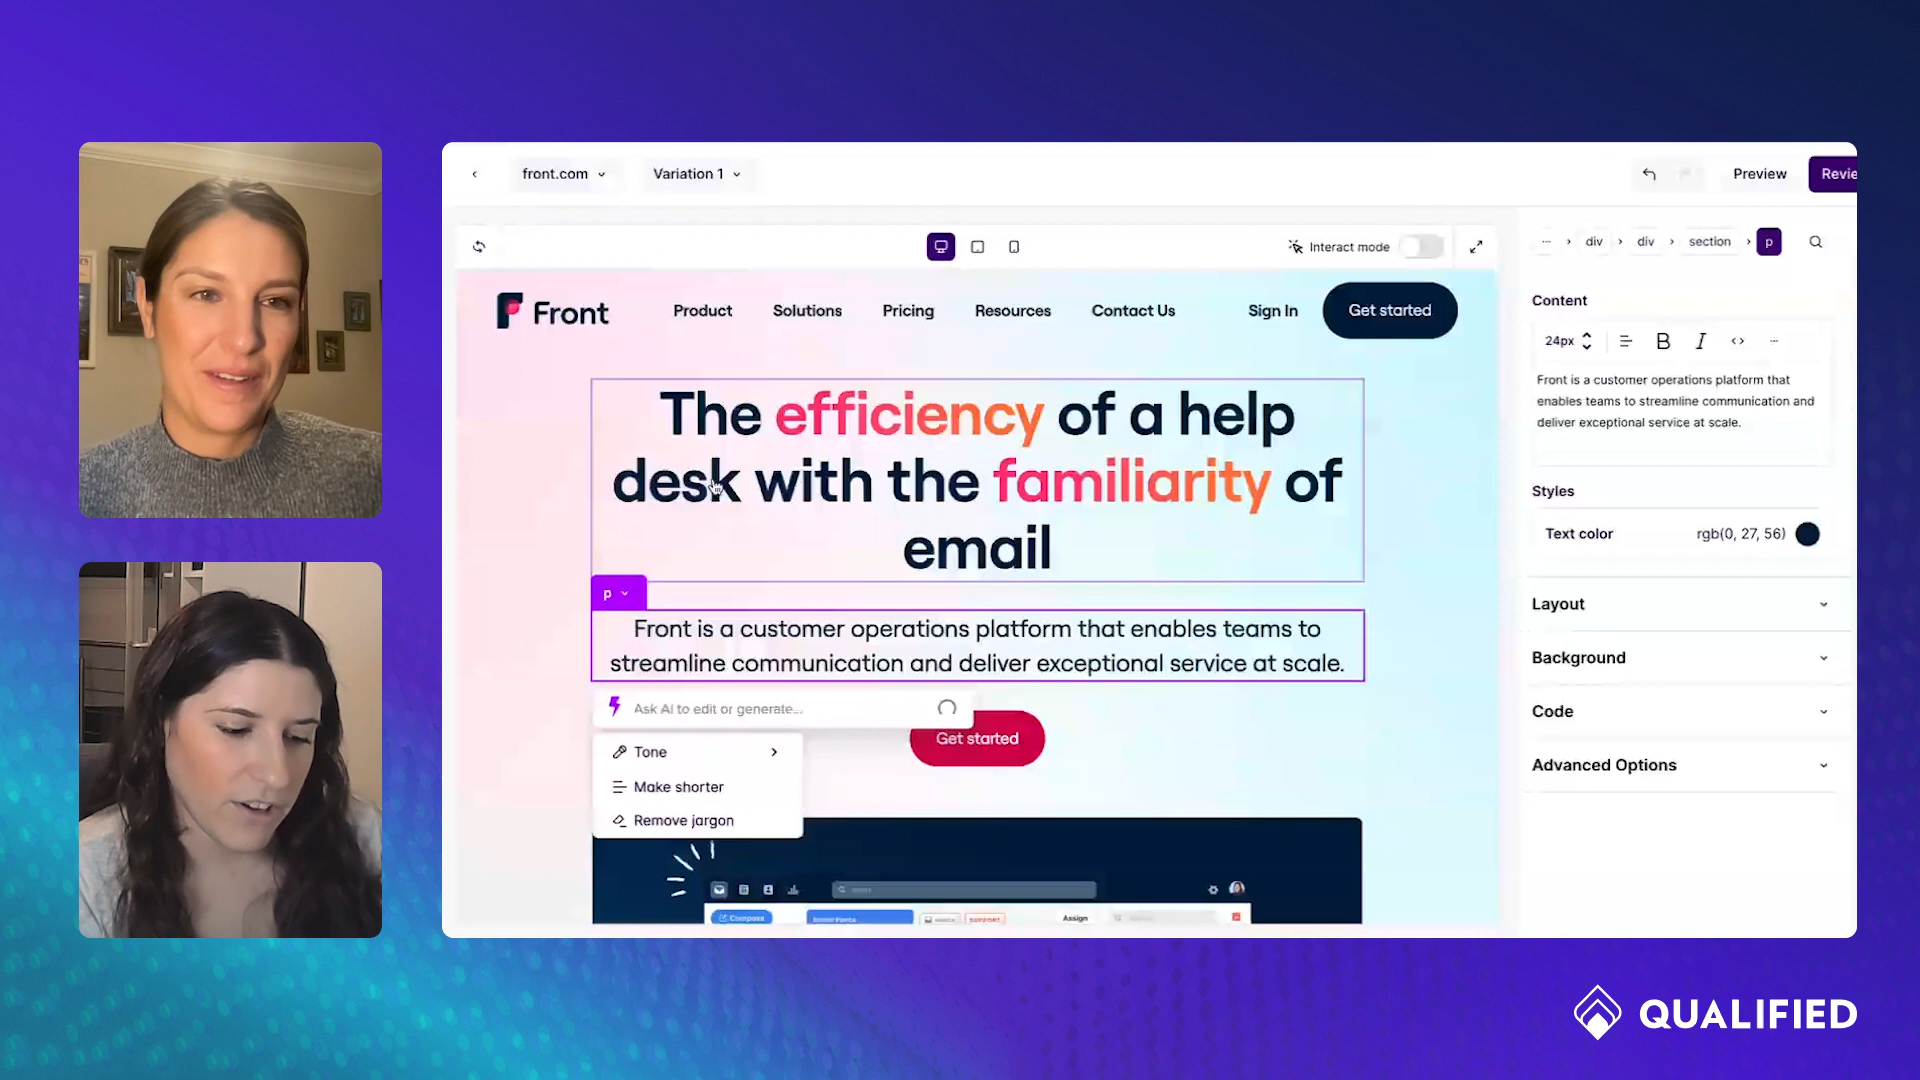 front.com
Variation 1
Preview
Revie
Interact mode
div
div
section
p
Front
Product
Solutions
Pricing
Resources
Contact Us
Sign In
Get started
The efficiency of a help
desk with the familiarity of
email
p
Front is a customer operations platform that enables teams to
streamline communication and deliver exceptional service at scale.
Ask AI to edit or generate...
Get started
Tone
Make shorter
Remove jargon
Compose
SUPPORT
Assign
Content
24px
B
I
Front is a customer operations platform that
enables teams to streamline communication and
deliver exceptional service at scale.
Styles
Text color
rgb(0, 27, 56)
Layout
Background
Code
Advanced Options
QUALIFIED